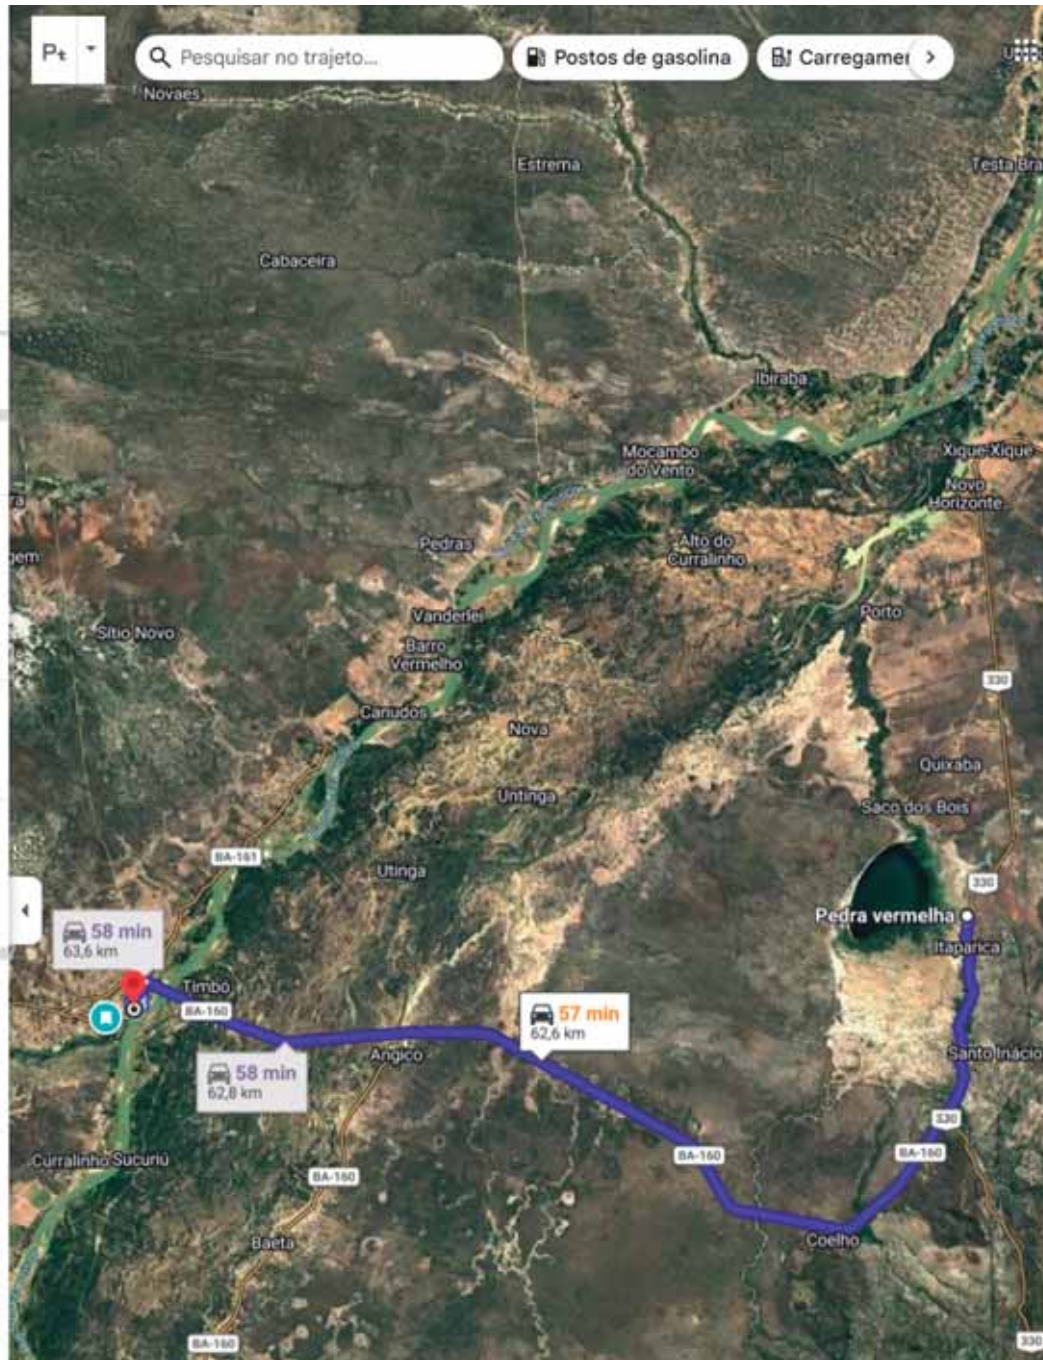 Pesquisar no trajeto...
Postos de gasolina
Carregamer
Novaes
Estrema
Testa Bra
Cabaceira
Ibiraba
Mocambo
do Vento
Xique-Xique
Novo
Horizonte
Pedras
Alto do
Curralinho
gem
Vanderlei
Porto
Sítio Novo
Barro
Vermelho
330
Canudos
Nova
Quixaba
Untinga
Saco dos Bois
BA-161
Utinga
330
Pedra vermelha
58 min
63,6 km
Itaparica
Timbó
BA-160
57 min
62,6 km
Angico
Santo Inácio
58 min
62,8 km
330
BA-160
BA-160
Curralinho Sucuriú
BA-160
Baeta
Coelho
BA-160
330